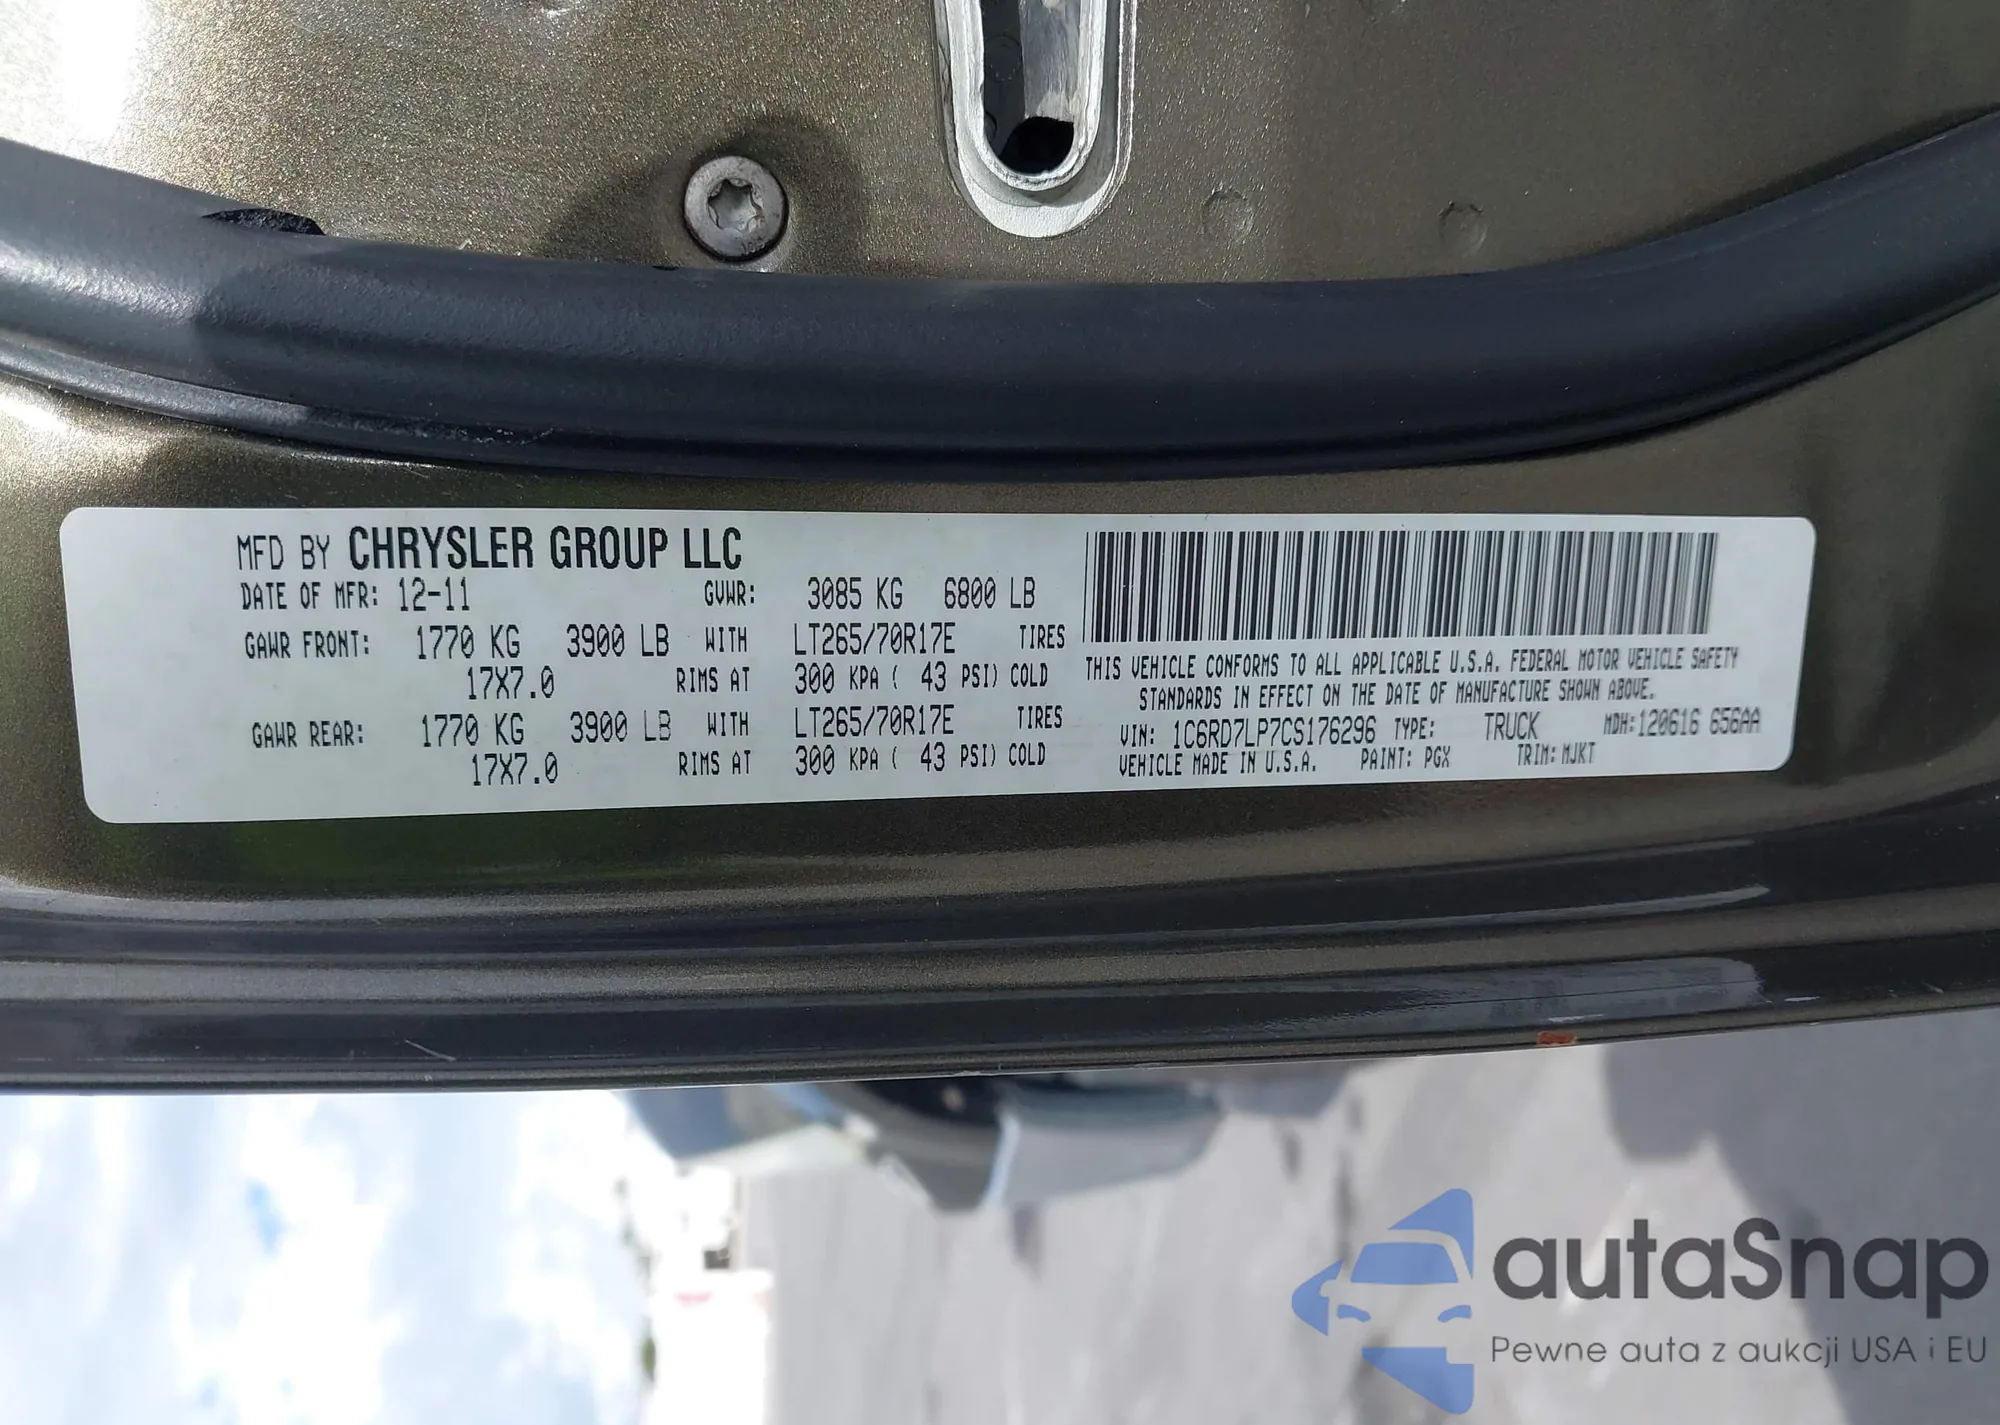 MFD BY CHRYSLER GROUP LLC
DATE OF MFR: 12-11 GVWR: 3085 KG 6800 LB
GAWR FRONT: 1770 KG 3900 LB WITH LT265/70R17E TIRES
17X7.0 RIMS AT 300 KPA ( 43 PSI) COLD
GAWR REAR: 1770 KG 3900 LB WITH LT265/70R17E TIRES
17X7.0 RIMS AT 300 KPA ( 43 PSI) COLD
THIS VEHICLE CONFORMS TO ALL APPLICABLE U.S.A. FEDERAL MOTOR VEHICLE SAFETY
STANDARDS IN EFFECT ON THE DATE OF MANUFACTURE SHOWN ABOVE.
VIN: 1C6RD7LP7CS176296 TYPE: TRUCK MDH:120616 656AA
VEHICLE MADE IN U.S.A. PAINT: PGX TRIM: MJKT
autaSnap
Pewne auta z aukcji USA i EU